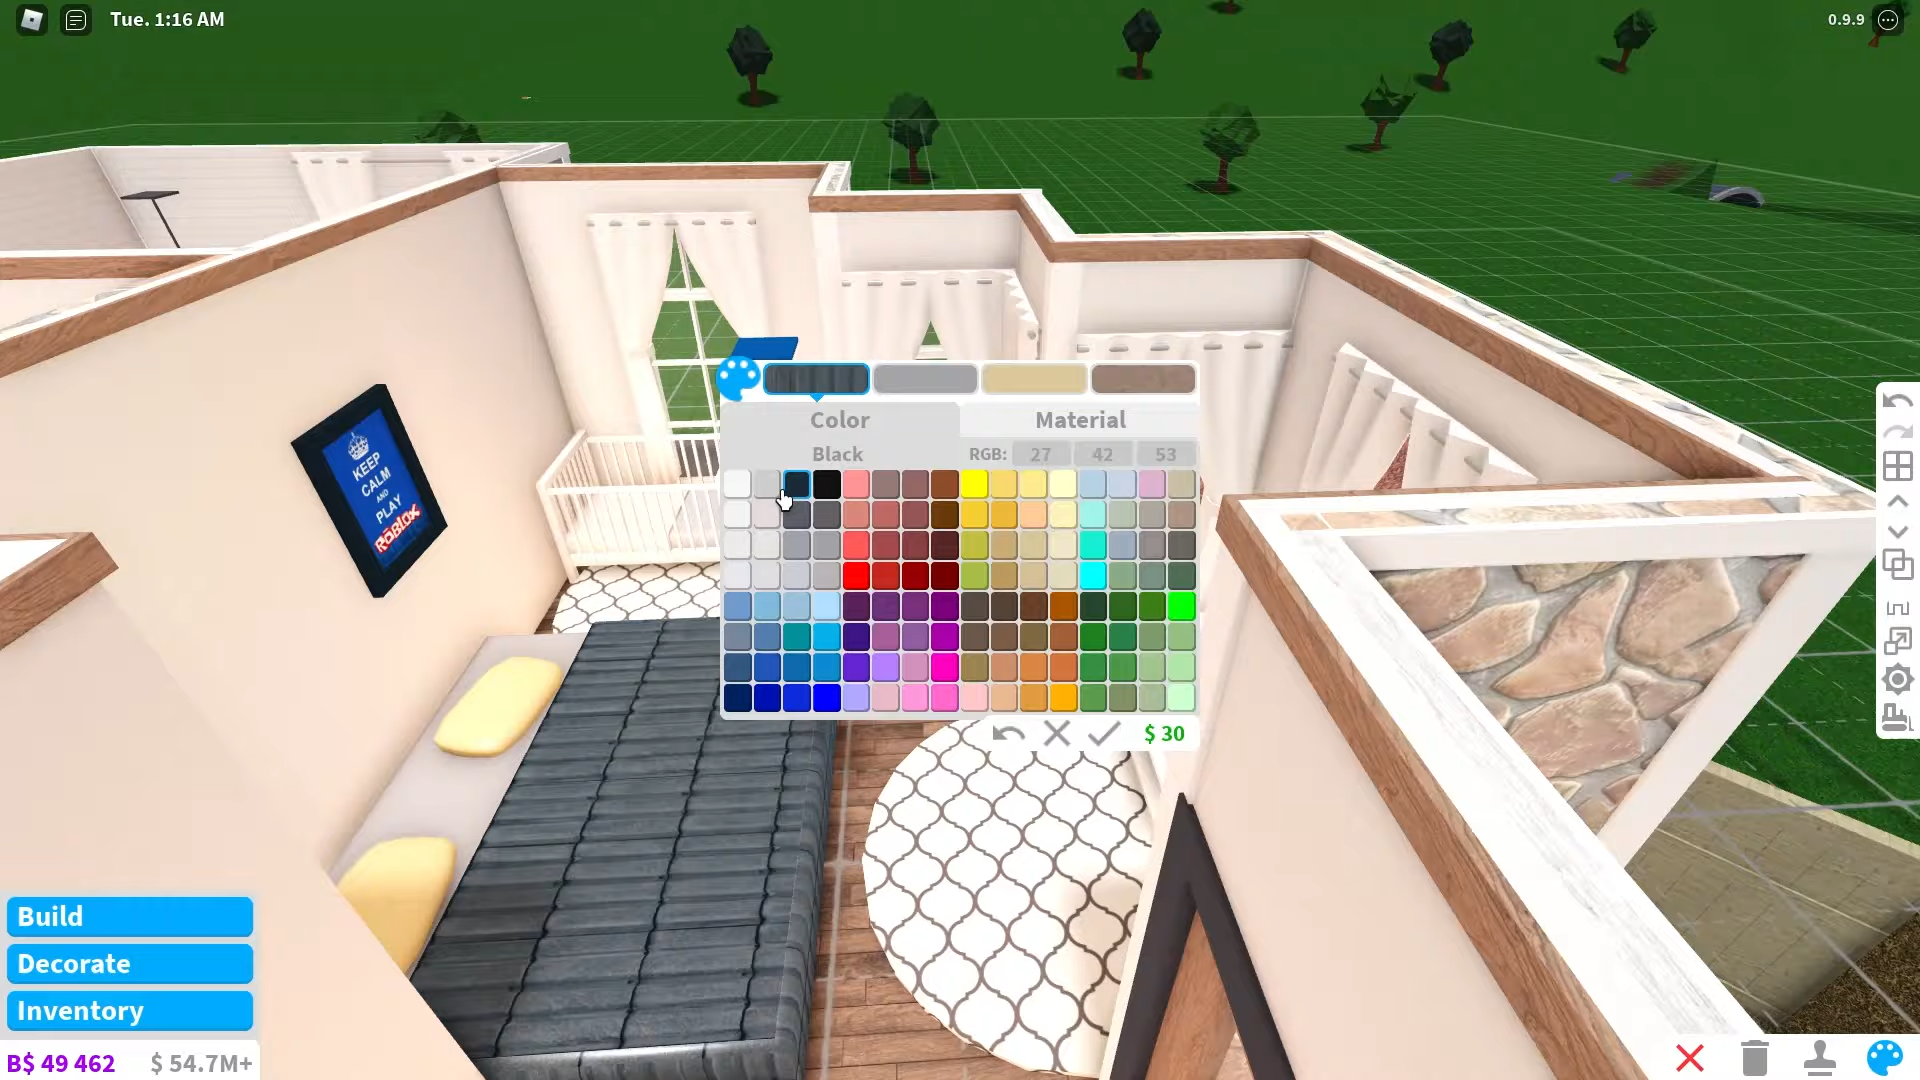 Tue. 1:16 AM
0.9.9
KEEP
CALM
AND
PLAY
ROBLOX
Color
Material
Black
RGB: 27 42 53
$ 30
Build
Decorate
Inventory
B$ 49 462
$ 54.7M+